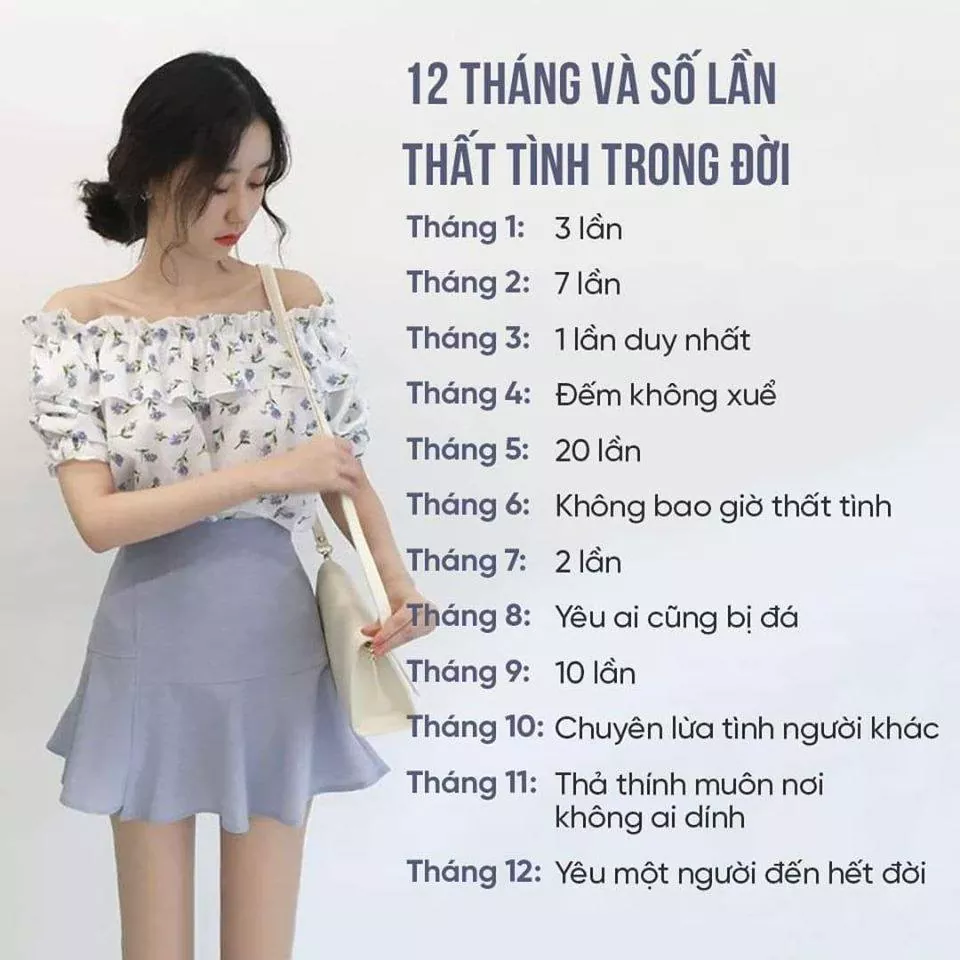 12 THÁNG VÀ SỐ LẦN
THẤT TÌNH TRONG ĐỜI
Tháng 1: 3 lần
Tháng 2: 7 lần
Tháng 3: 1 lần duy nhất
Tháng 4: Đếm không xuể
Tháng 5: 20 lần
Tháng 6: Không bao giờ thất tình
Tháng 7: 2 lần
Tháng 8: Yêu ai cũng bị đá
Tháng 9: 10 lần
Tháng 10: Chuyên lừa tình người khác
Tháng 11: Thả thính muôn nơi
không ai dính
Tháng 12: Yêu một người đến hết đời